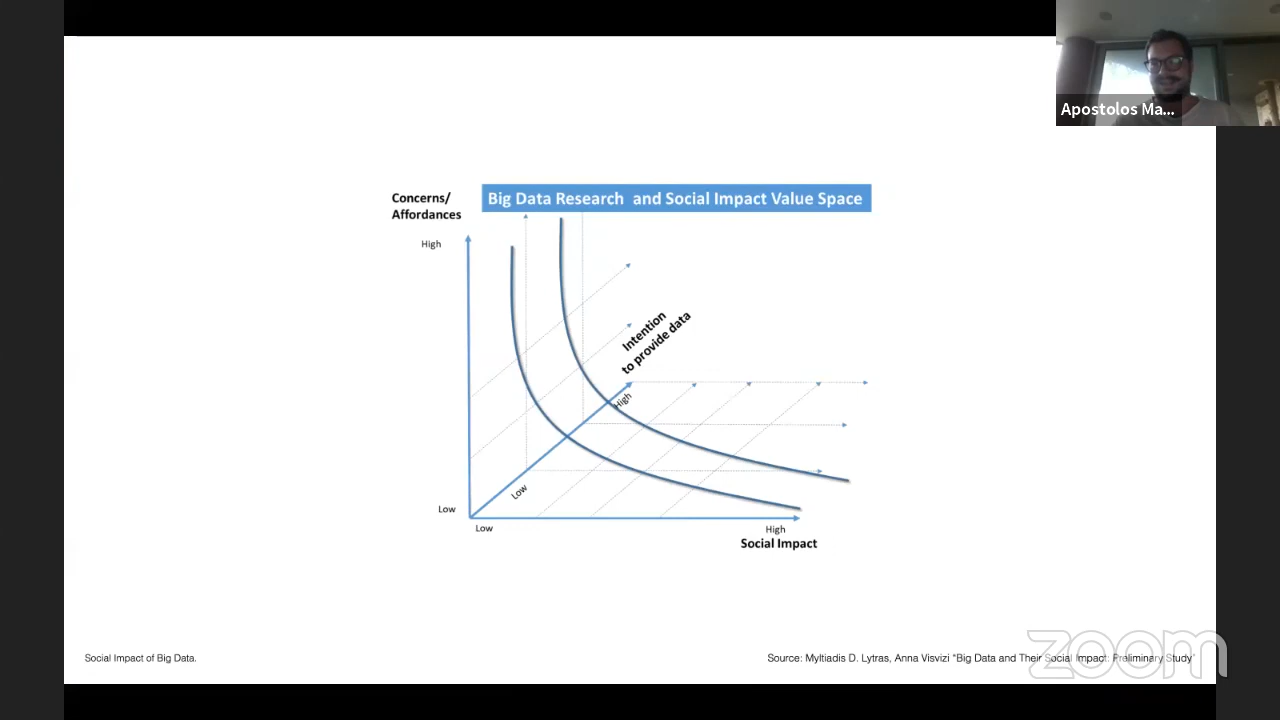 Apostolos Ma...
Big Data Research and Social Impact Value Space
Concerns/
Affordances
High
Intention
to provide data
High
Low
Low
Low
High
Social Impact
Social Impact of Big Data.
Source: Myltiadis D. Lytras, Anna Visvizi "Big Data and Their Social Impact: Preliminary Study"
zoom